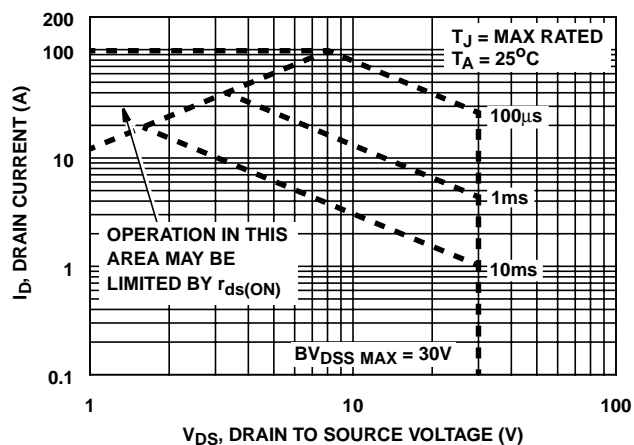 200
100
10
1
0.1
I_D, DRAIN CURRENT (A)
T_J = MAX RATED
T_A = 25°C
100μs
1ms
10ms
OPERATION IN THIS
AREA MAY BE
LIMITED BY r_ds(ON)
BV_DSS MAX = 30V
1
10
100
V_DS, DRAIN TO SOURCE VOLTAGE (V)